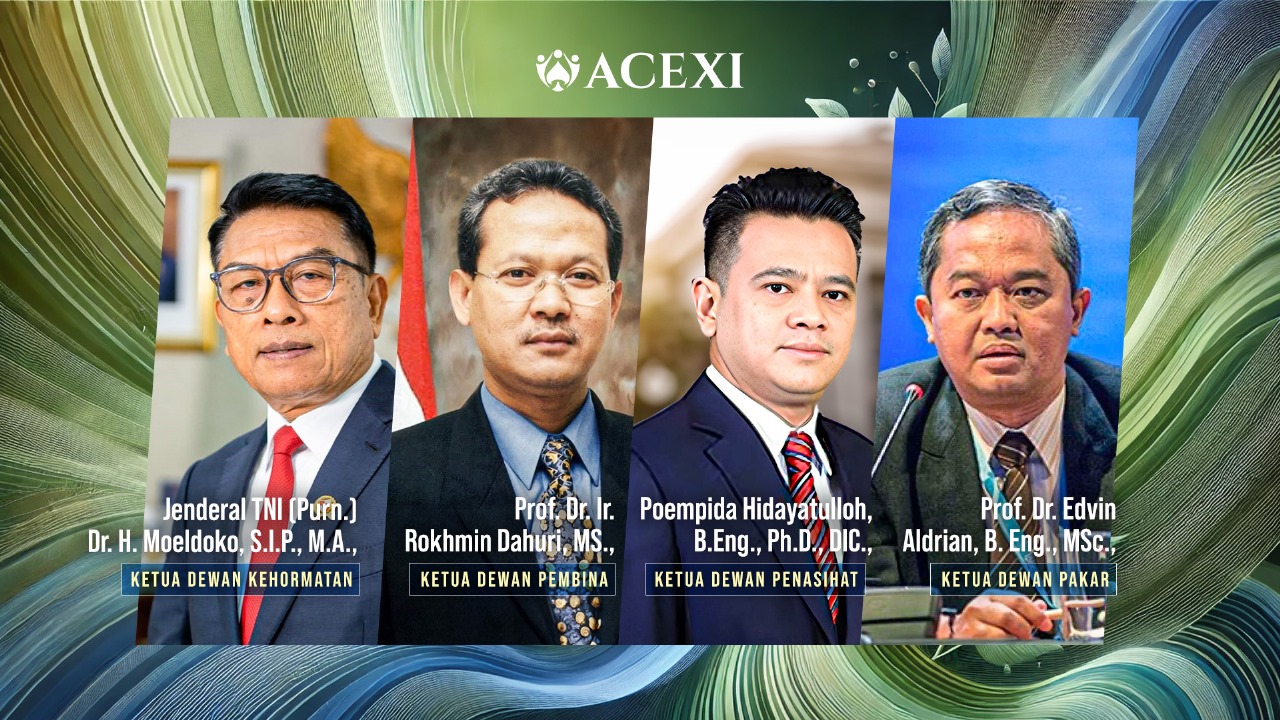 ACEXI
Jenderal TNI (Purn.)
Dr. H. Moeldoko, S.I.P., M.A.,
KETUA DEWAN KEHORMATAN
Prof. Dr. Ir.
Rokhmin Dahuri, MS.,
KETUA DEWAN PEMBINA
Poempida Hidayatulloh,
B.Eng., Ph.D., DIC.,
KETUA DEWAN PENASIHAT
Prof. Dr. Edvin
Aldrian, B. Eng., MSc.,
KETUA DEWAN PAKAR